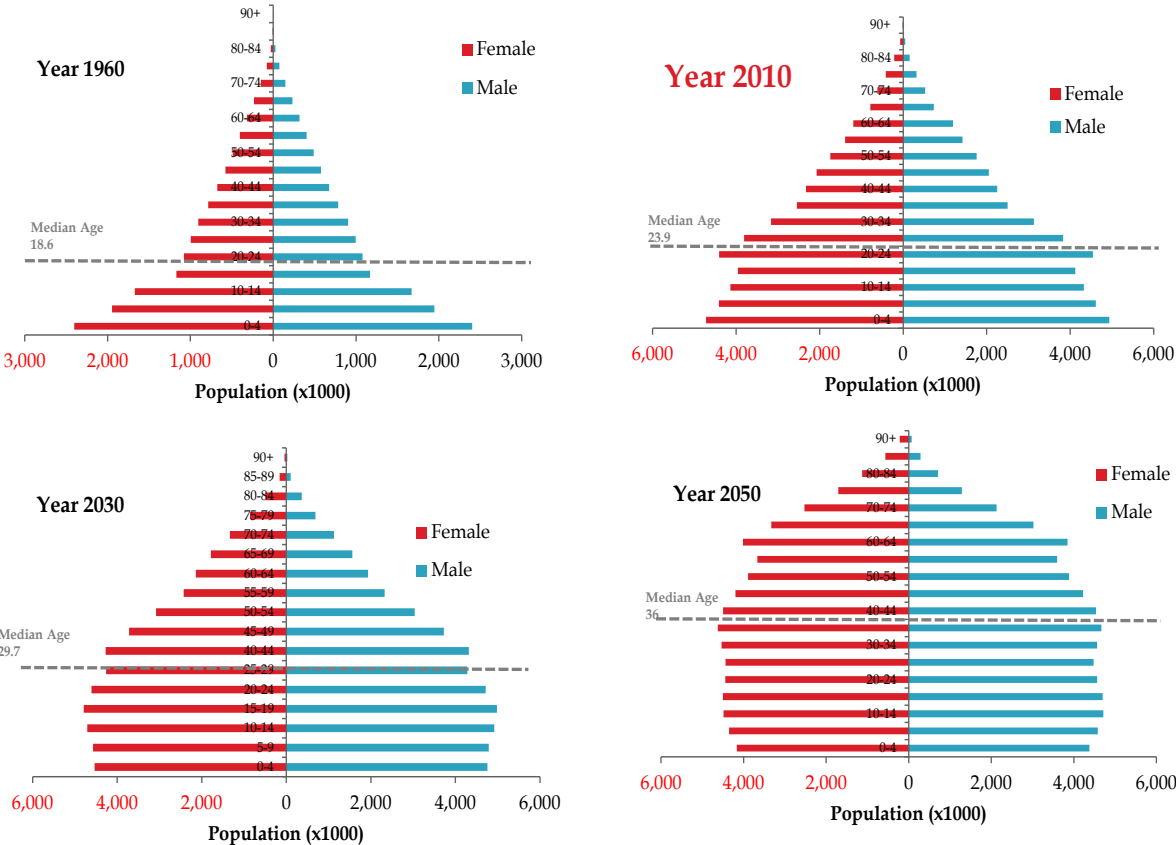 90+
80-84
70-74
60-64
50-54
40-44
30-34
20-24
10-14
0-4
Year 1960
Female
Male
Median Age
18.6
3,000 2,000 1,000 0 1,000 2,000 3,000
Population (x1000)
90+
80-84
70-74
60-64
50-54
40-44
30-34
20-24
10-14
0-4
Year 2010
Female
Male
Median Age
23.9
6,000 4,000 2,000 0 2,000 4,000 6,000
Population (x1000)
90+
85-89
80-84
75-79
70-74
65-69
60-64
55-59
50-54
45-49
40-44
25-29
20-24
15-19
10-14
5-9
0-4
Year 2030
Female
Male
Median Age
29.7
6,000 4,000 2,000 0 2,000 4,000 6,000
Population (x1000)
90+
80-84
70-74
60-64
50-54
40-44
30-34
20-24
10-14
0-4
Year 2050
Female
Male
Median Age
36
6,000 4,000 2,000 0 2,000 4,000 6,000
Population (x1000)